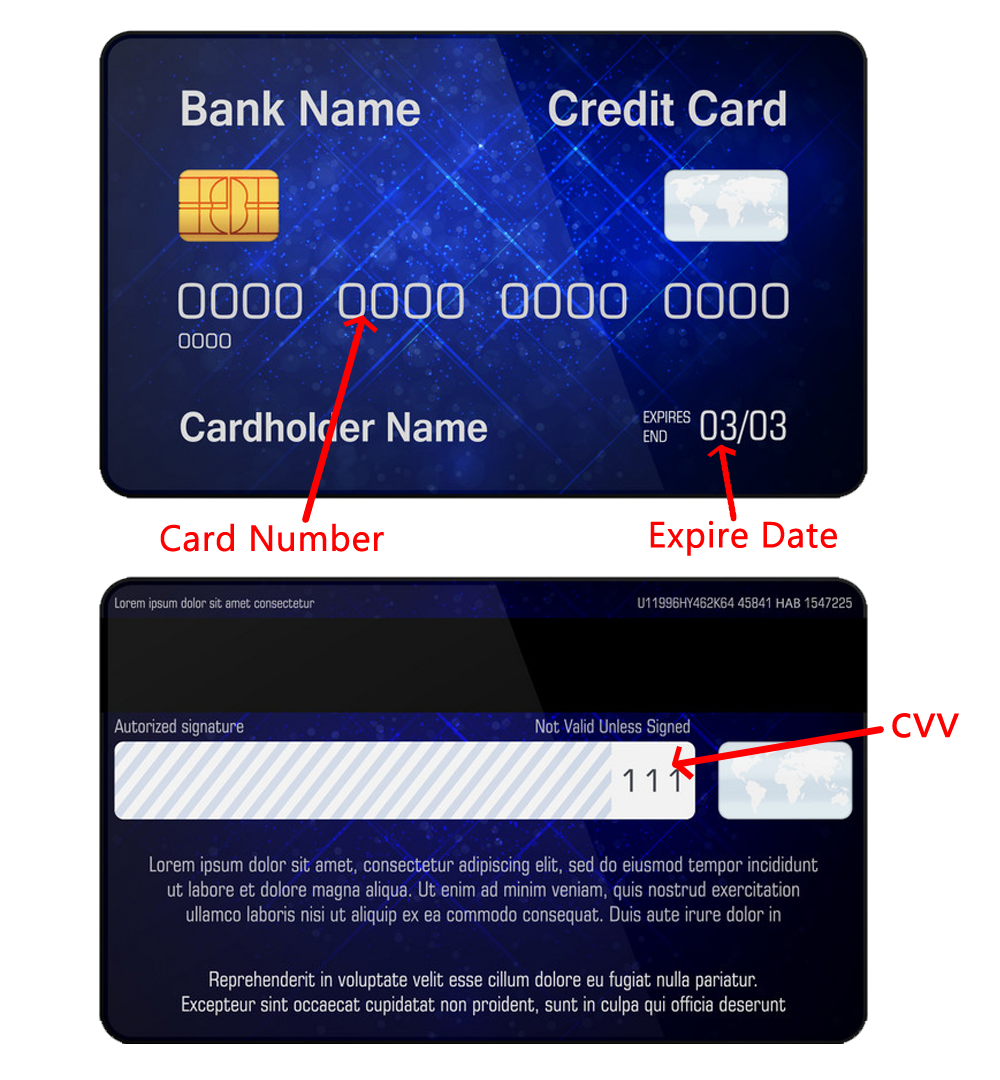 Bank Name
Credit Card
0000 0000 0000 0000
0000
Cardholder Name
EXPIRES
END
03/03
Card Number
Expire Date
Lorem ipsum dolor sit amet consectetur
U11996HY462K64 45841 HAB 1547225
Autorized signature
Not Valid Unless Signed
CVV
111
Lorem ipsum dolor sit amet, consectetur adipiscing elit, sed do eiusmod tempor incididunt
ut labore et dolore magna aliqua. Ut enim ad minim veniam, quis nostrud exercitation
ullamco laboris nisi ut aliquip ex ea commodo consequat. Duis aute irure dolor in
Reprehenderit in voluptate velit esse cillum dolore eu fugiat nulla pariatur.
Excepteur sint occaecat cupidatat non proident, sunt in culpa qui officia deserunt